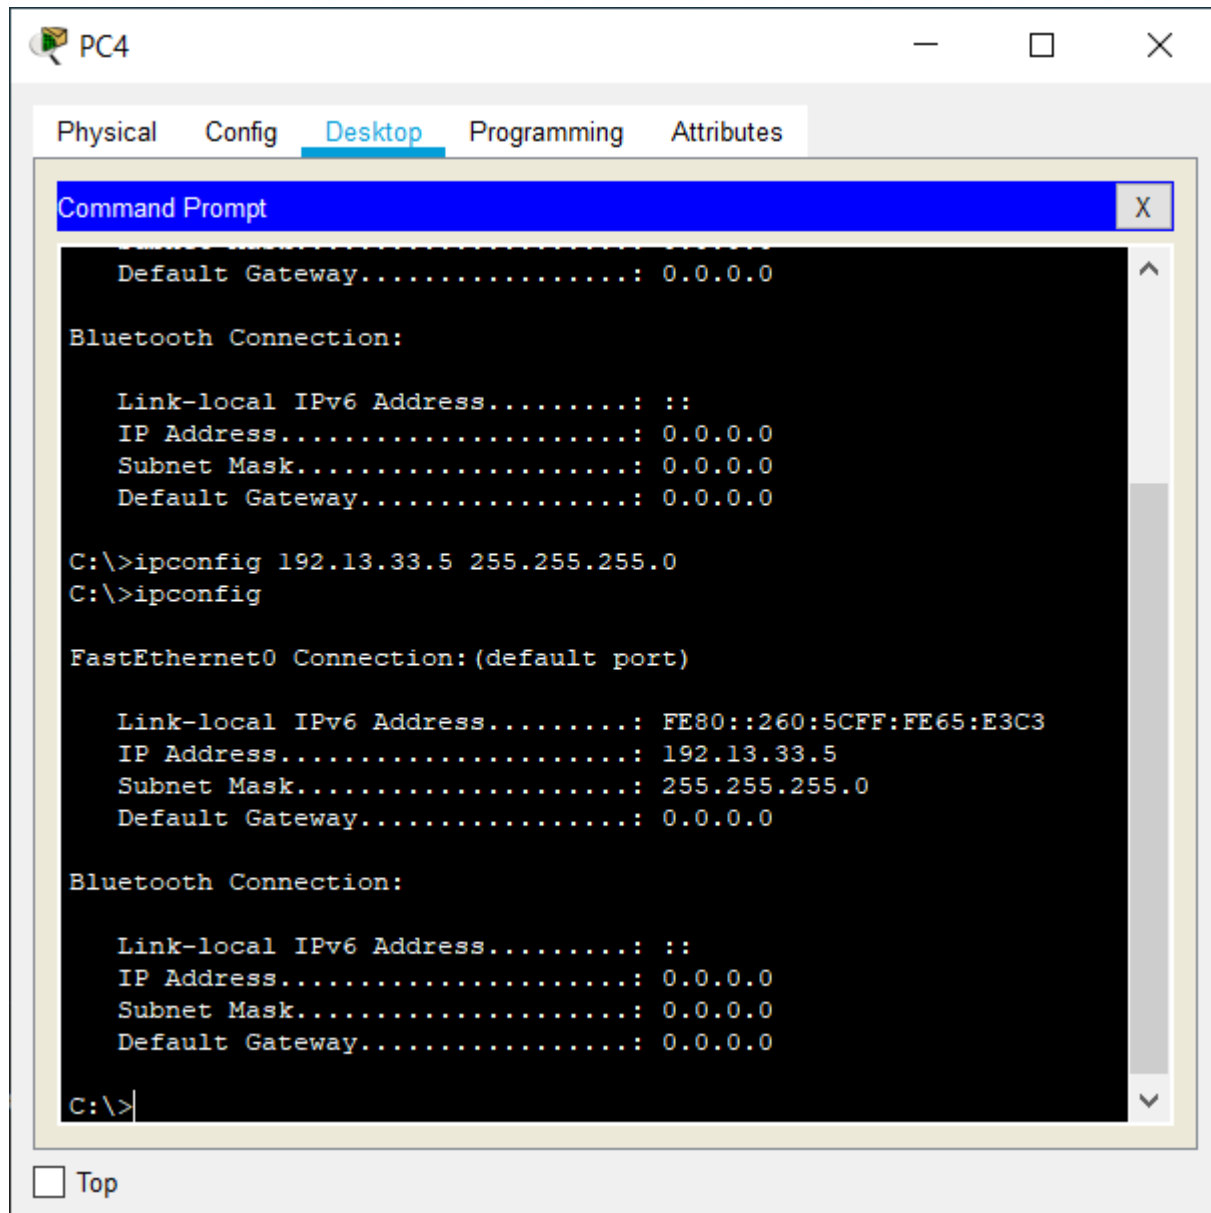 PC4
Physical Config Desktop Programming Attributes
Command Prompt X
Default Gateway.................: 0.0.0.0
Bluetooth Connection:
Link-local IPv6 Address.........: ::
IP Address......................: 0.0.0.0
Subnet Mask.....................: 0.0.0.0
Default Gateway.................: 0.0.0.0
C:\>ipconfig 192.13.33.5 255.255.255.0
C:\>ipconfig
FastEthernet0 Connection:(default port)
Link-local IPv6 Address.........: FE80::260:5CFF:FE65:E3C3
IP Address......................: 192.13.33.5
Subnet Mask.....................: 255.255.255.0
Default Gateway.................: 0.0.0.0
Bluetooth Connection:
Link-local IPv6 Address.........: ::
IP Address......................: 0.0.0.0
Subnet Mask.....................: 0.0.0.0
Default Gateway.................: 0.0.0.0
C:\>
Top